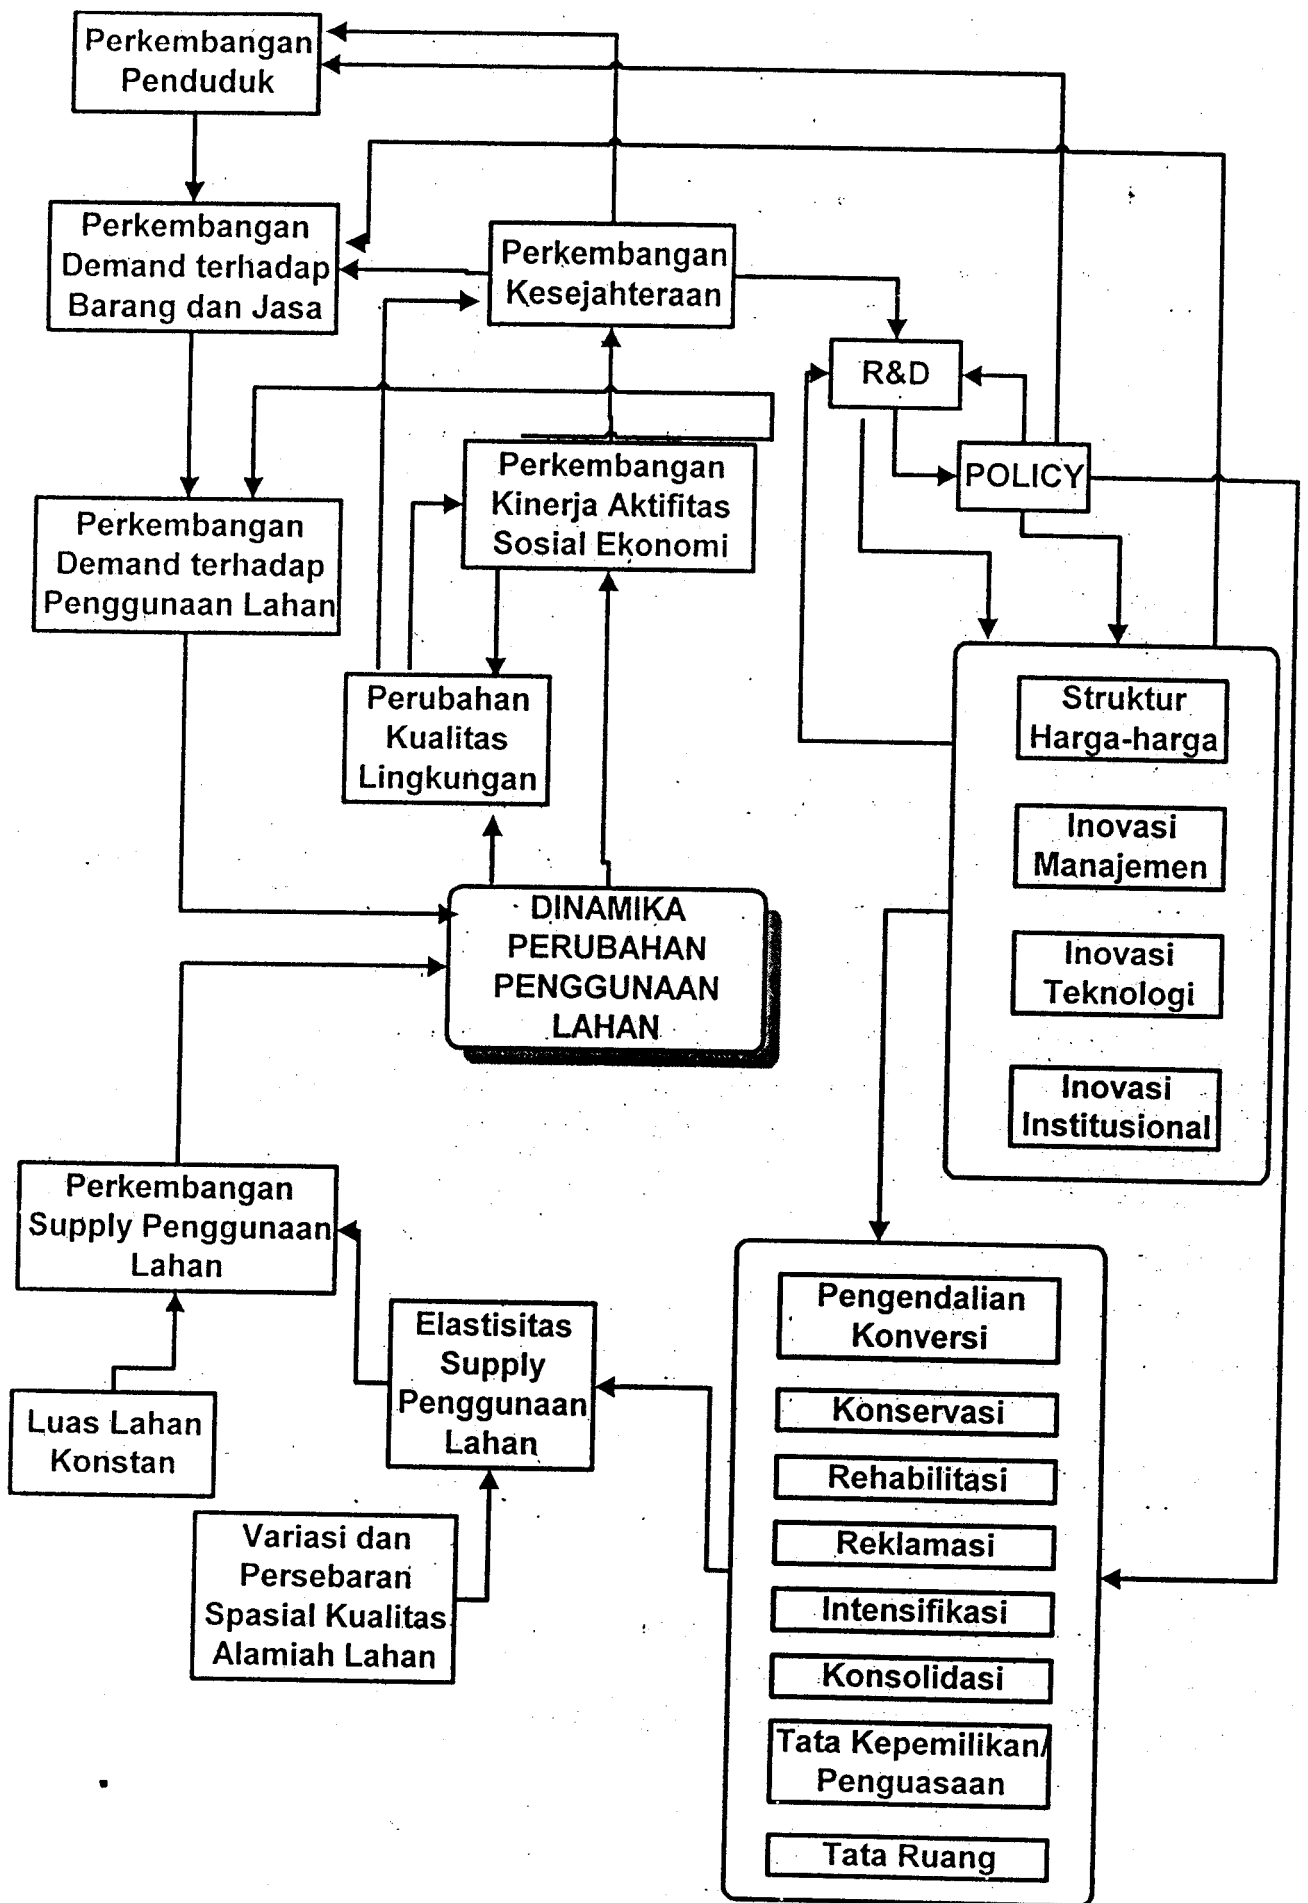 Perkembangan
Penduduk
Perkembangan
Demand terhadap
Barang dan Jasa
Perkembangan
Kesejahteraan
R&D
POLICY
Perkembangan
Kinerja Aktifitas
Sosial Ekonomi
Perkembangan
Demand terhadap
Penggunaan Lahan
Perubahan
Kualitas
Lingkungan
Struktur
Harga-harga
Inovasi
Manajemen
Inovasi
Teknologi
Inovasi
Institusional
DINAMIKA
PERUBAHAN
PENGGUNAAN
LAHAN
Perkembangan
Supply Penggunaan
Lahan
Elastisitas
Supply
Penggunaan
Lahan
Luas Lahan
Konstan
Variasi dan
Persebaran
Spasial Kualitas
Alamiah Lahan
Pengendalian
Konversi
Konservasi
Rehabilitasi
Reklamasi
Intensifikasi
Konsolidasi
Tata Kepemilikan/
Penguasaan
Tata Ruang